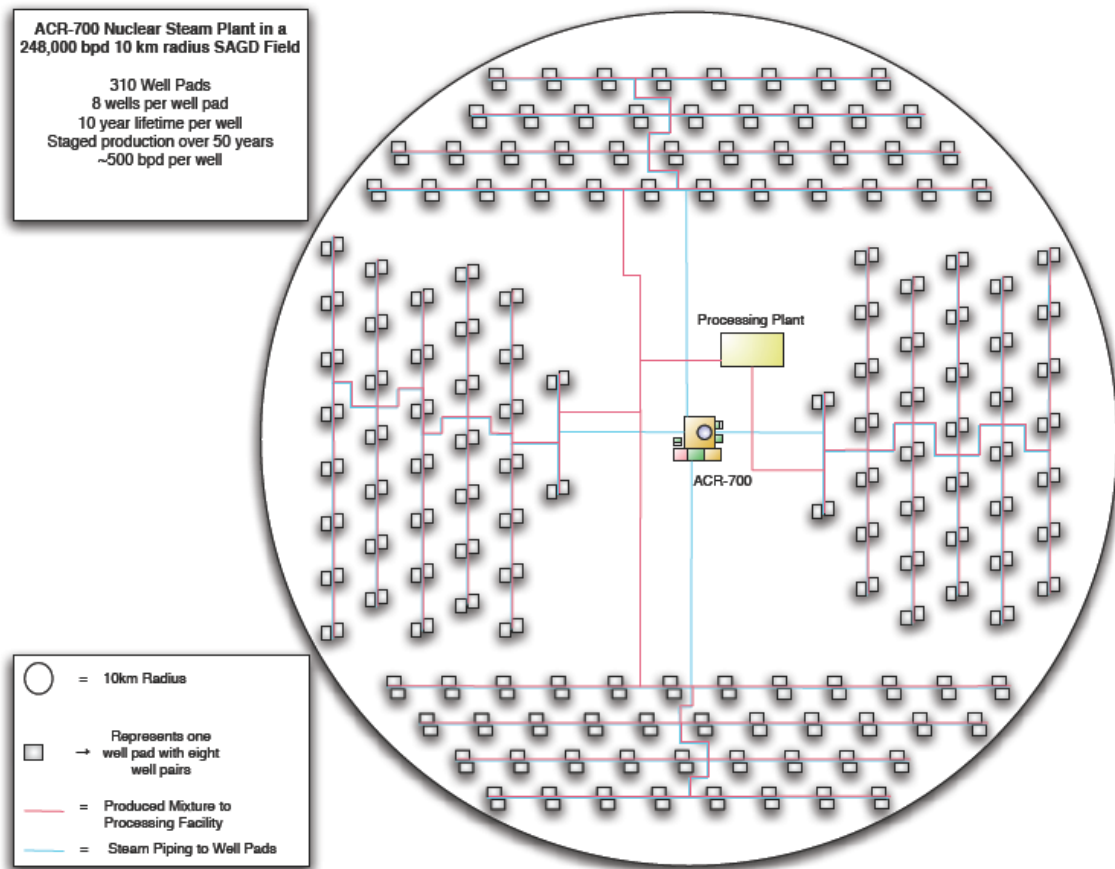 ACR-700 Nuclear Steam Plant in a
248,000 bpd 10 km radius SAGD Field
310 Well Pads
8 wells per well pad
10 year lifetime per well
Staged production over 50 years
~500 bpd per well
Processing Plant
ACR-700
= 10km Radius
→ Represents one
well pad with eight
well pairs
= Produced Mixture to
Processing Facility
= Steam Piping to Well Pads